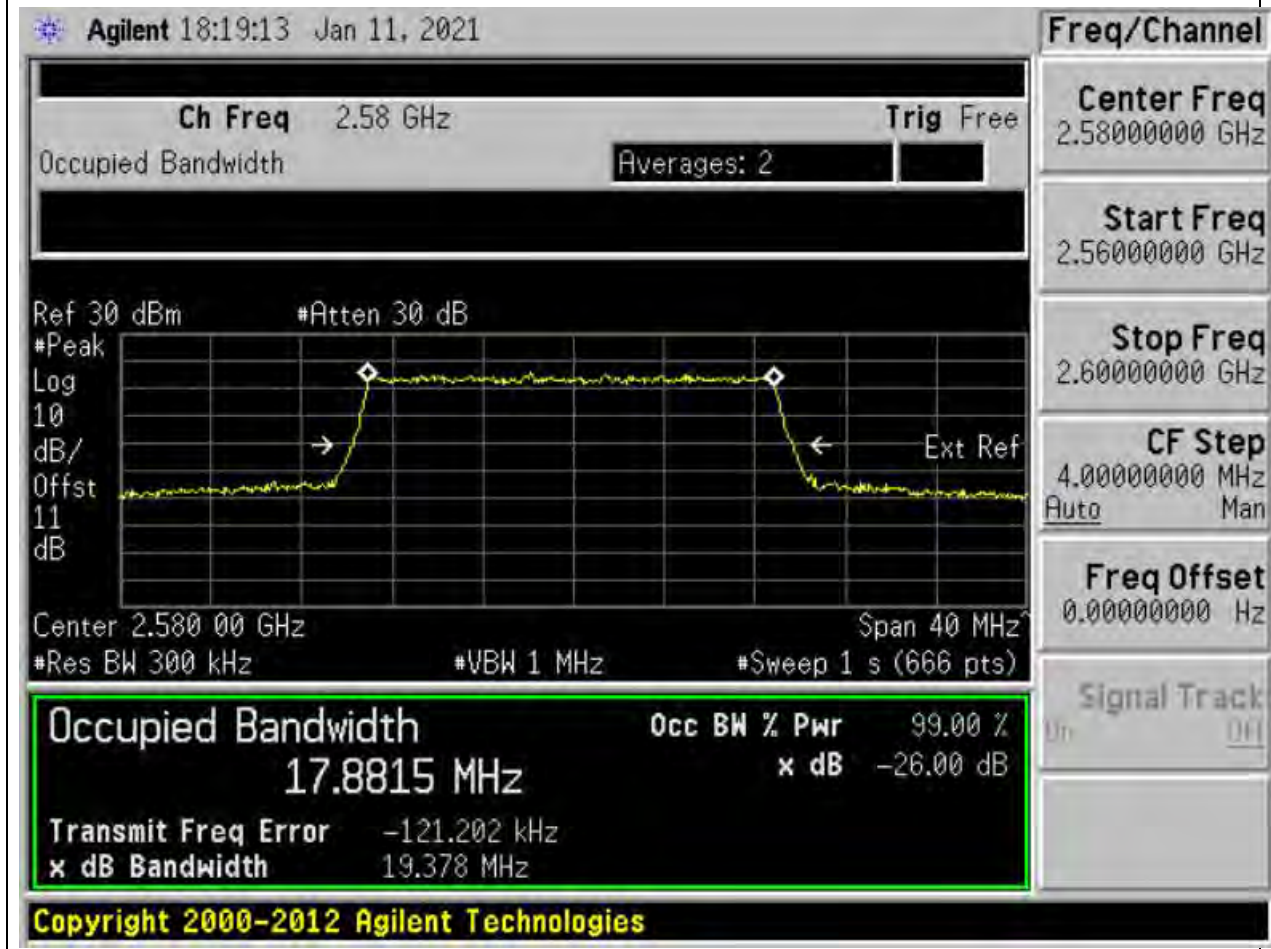 Agilent 18:19:13 Jan 11, 2021
Ch Freq 2.58 GHz Trig Free
Occupied Bandwidth Averages: 2
Ref 30 dBm #Atten 30 dB
#Peak
Log
10
dB/
Offst
11
dB
Ext Ref
Center 2.580 00 GHz Span 40 MHz^
#Res BW 300 kHz #VBW 1 MHz #Sweep 1 s (666 pts)
Occupied Bandwidth
17.8815 MHz
Occ BW % Pwr 99.00 %
x dB -26.00 dB
Transmit Freq Error -121.202 kHz
x dB Bandwidth 19.378 MHz
Copyright 2000-2012 Agilent Technologies
Freq/Channel
Center Freq
2.58000000 GHz
Start Freq
2.56000000 GHz
Stop Freq
2.60000000 GHz
CF Step
4.00000000 MHz
Auto Man
Freq Offset
0.00000000 Hz
Signal Track
On Off